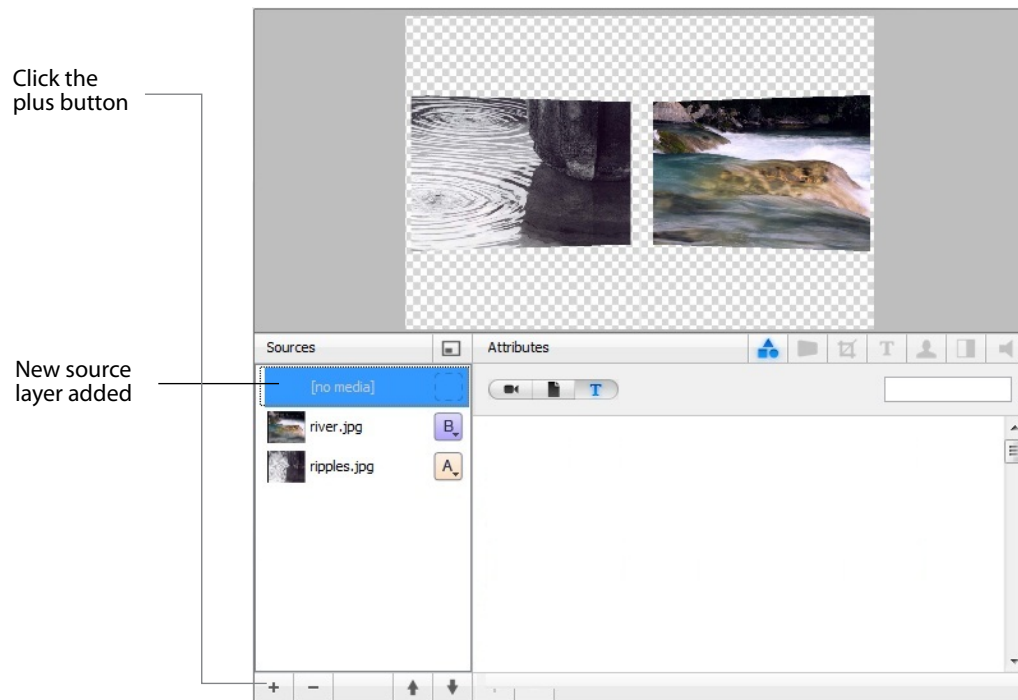 Click the
plus button
New source
layer added
Sources
Attributes
T
[no media]
T
river.jpg
B
ripples.jpg
A
+
-